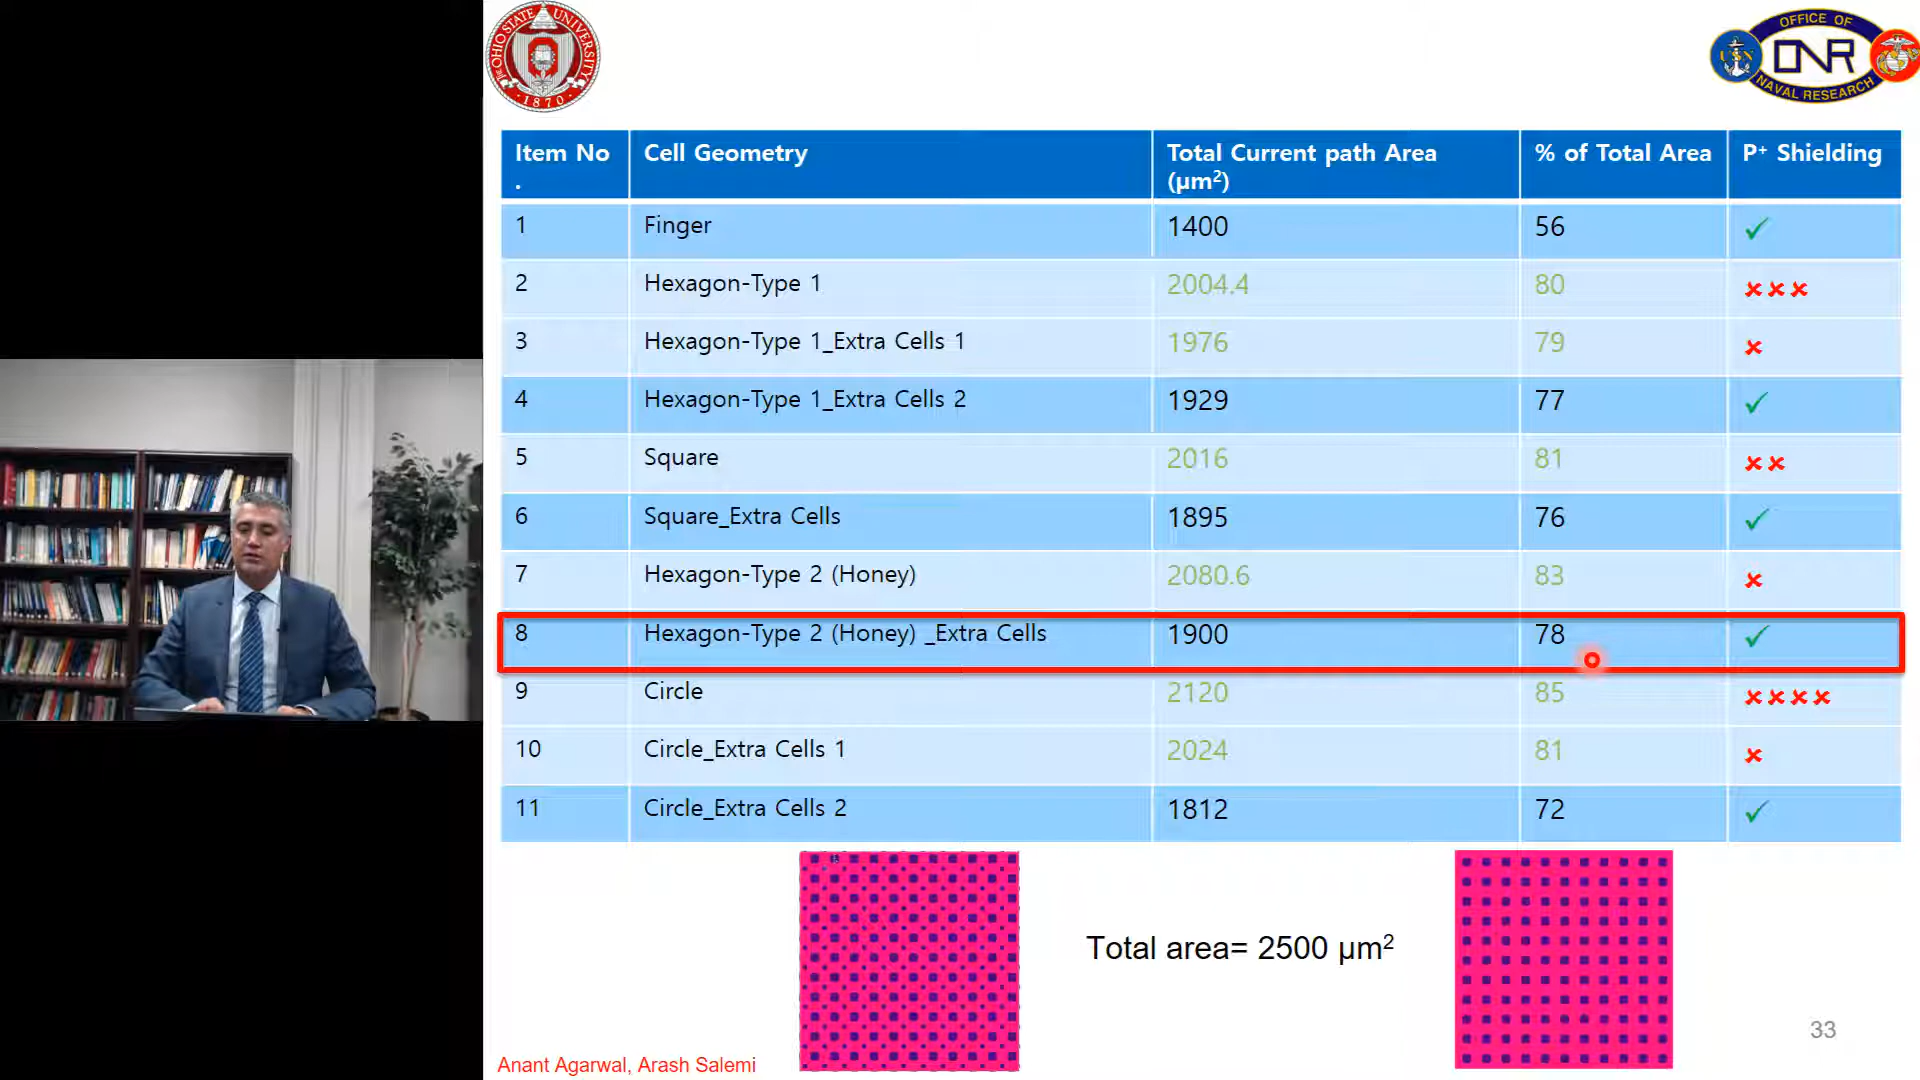 THE OHIO STATE UNIVERSITY
1870
OFFICE OF
ONR
NAVAL RESEARCH
Item No
.
Cell Geometry
Total Current path Area
(µm²)
% of Total Area
P⁺ Shielding
1 Finger 1400 56 ✓
2 Hexagon-Type 1 2004.4 80 ×××
3 Hexagon-Type 1_Extra Cells 1 1976 79 ×
4 Hexagon-Type 1_Extra Cells 2 1929 77 ✓
5 Square 2016 81 ××
6 Square_Extra Cells 1895 76 ✓
7 Hexagon-Type 2 (Honey) 2080.6 83 ×
8 Hexagon-Type 2 (Honey) _Extra Cells 1900 78 ✓
9 Circle 2120 85 ××××
10 Circle_Extra Cells 1 2024 81 ×
11 Circle_Extra Cells 2 1812 72 ✓
Total area= 2500 µm²
33
Anant Agarwal, Arash Salemi